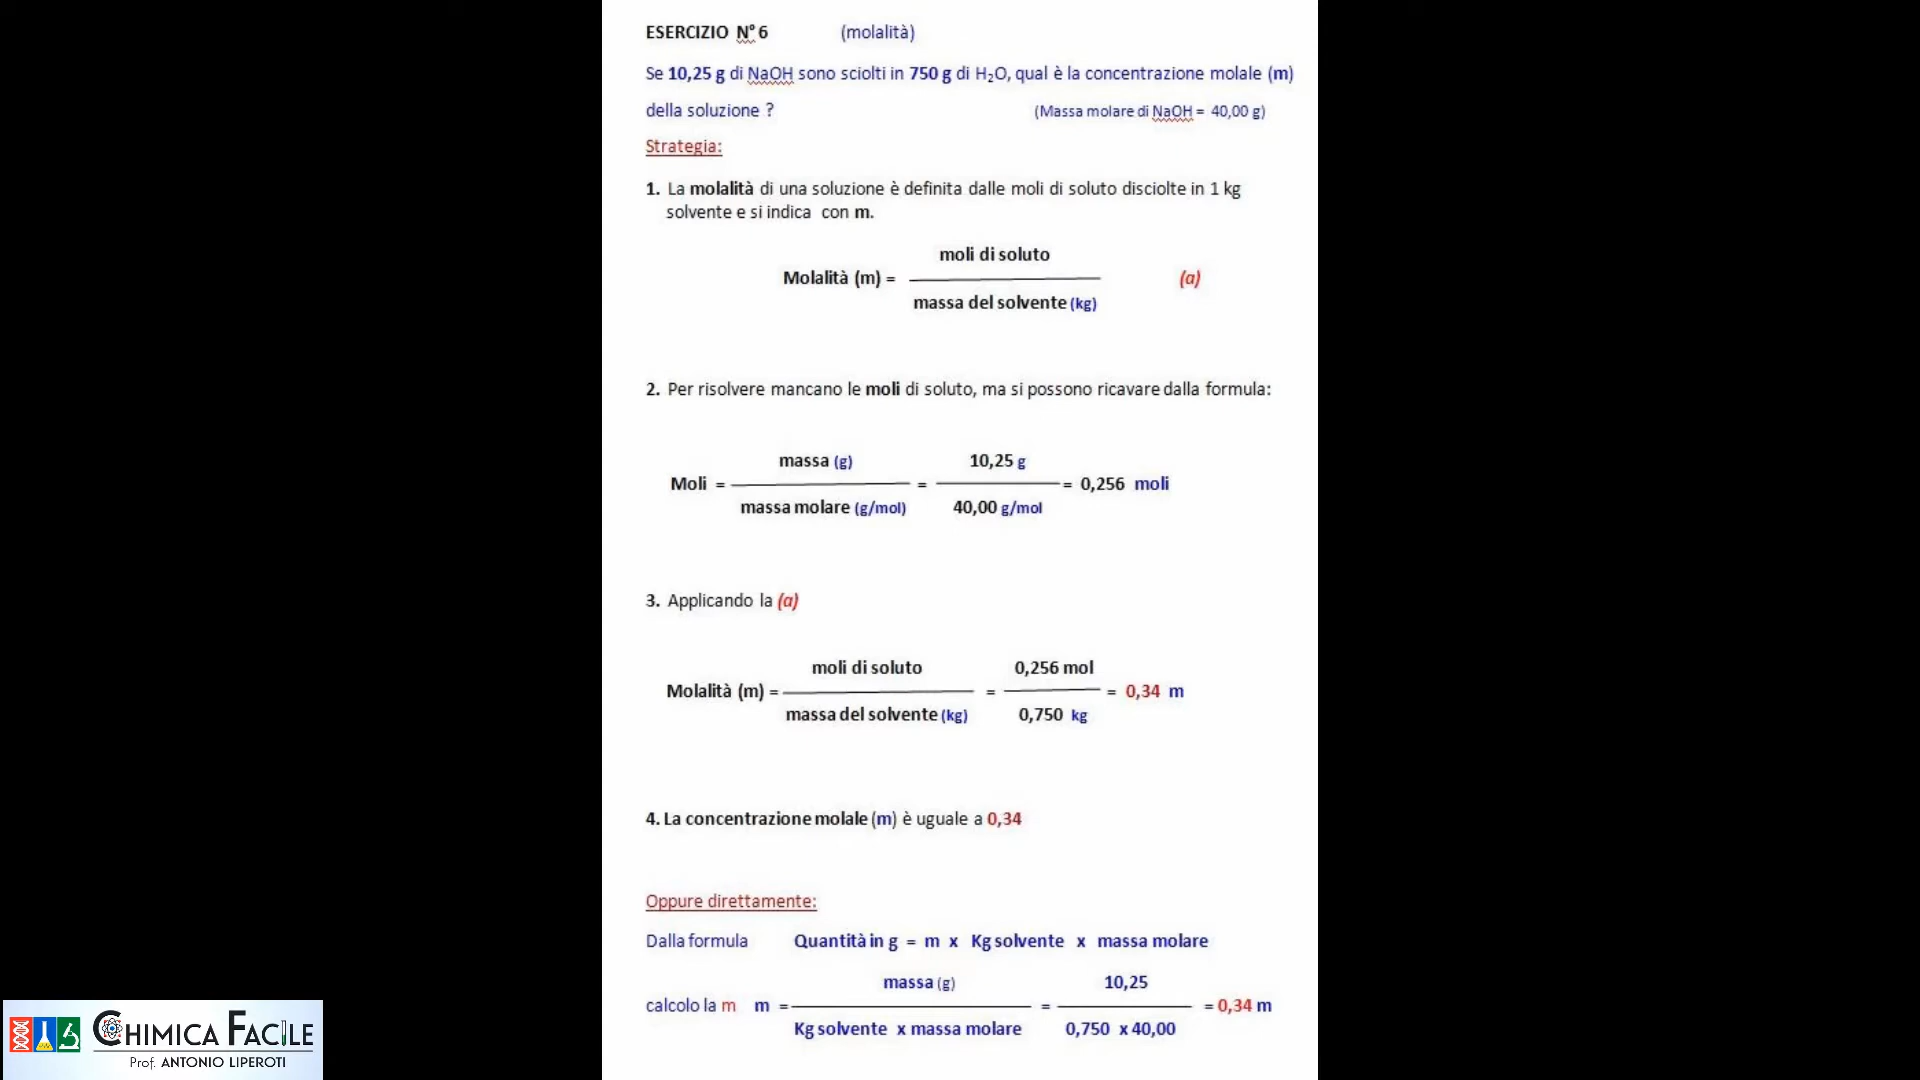 ESERCIZIO N° 6 (molalità)
Se 10,25 g di NaOH sono sciolti in 750 g di H₂O, qual è la concentrazione molale (m)
della soluzione ? (Massa molare di NaOH = 40,00 g)
Strategia:
1. La molalità di una soluzione è definita dalle moli di soluto disciolte in 1 kg
solvente e si indica con m.
moli di soluto
Molalità (m) = (a)
massa del solvente (kg)
2. Per risolvere mancano le moli di soluto, ma si possono ricavare dalla formula:
massa (g) 10,25 g
Moli = = = 0,256 moli
massa molare (g/mol) 40,00 g/mol
3. Applicando la (a)
moli di soluto 0,256 mol
Molalità (m) = = = 0,34 m
massa del solvente (kg) 0,750 kg
4. La concentrazione molale (m) è uguale a 0,34
Oppure direttamente:
Dalla formula Quantità in g = m x Kg solvente x massa molare
massa (g) 10,25
calcolo la m m = = = 0,34 m
Kg solvente x massa molare 0,750 x 40,00
CHIMICA FACILE
Prof. ANTONIO LIPEROTI